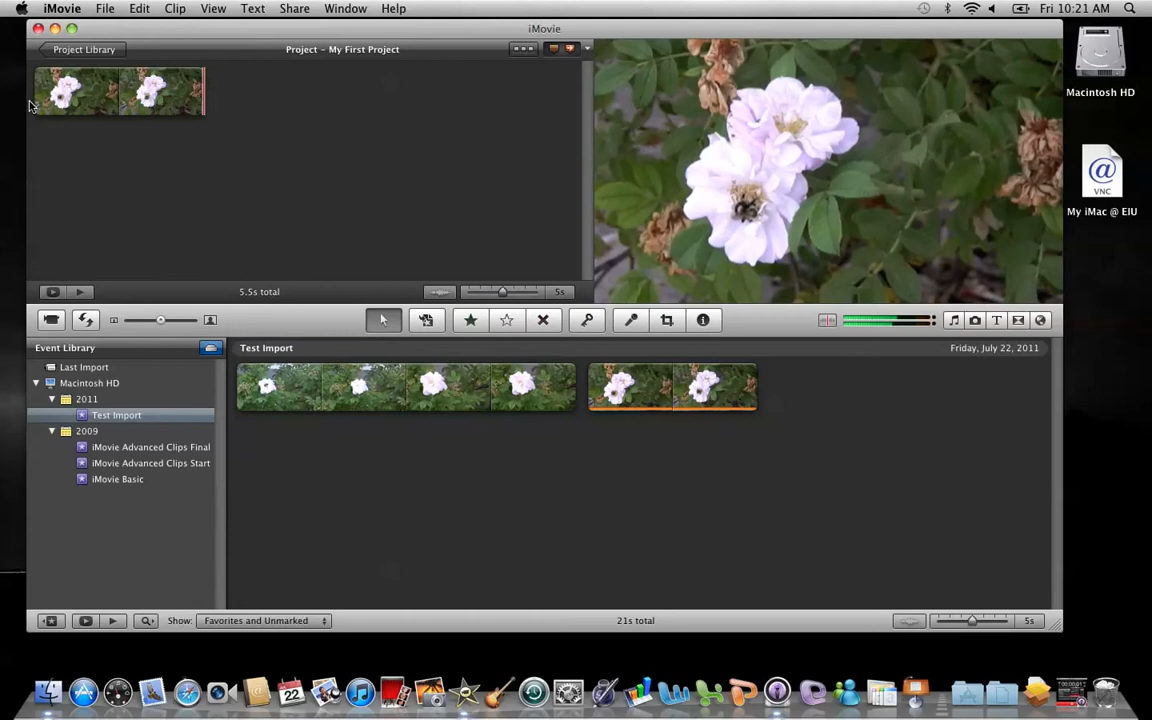 iMovie File Edit Clip View Text Share Window Help Fri 10:21 AM
iMovie
Project Library Project – My First Project
Macintosh HD
VNC
My iMac @ EIU
5.5s total 5s
Event Library Test Import Friday, July 22, 2011
Last Import
Macintosh HD
2011
Test Import
2009
iMovie Advanced Clips Final
iMovie Advanced Clips Start
iMovie Basic
Show: Favorites and Unmarked 21s total 5s
22